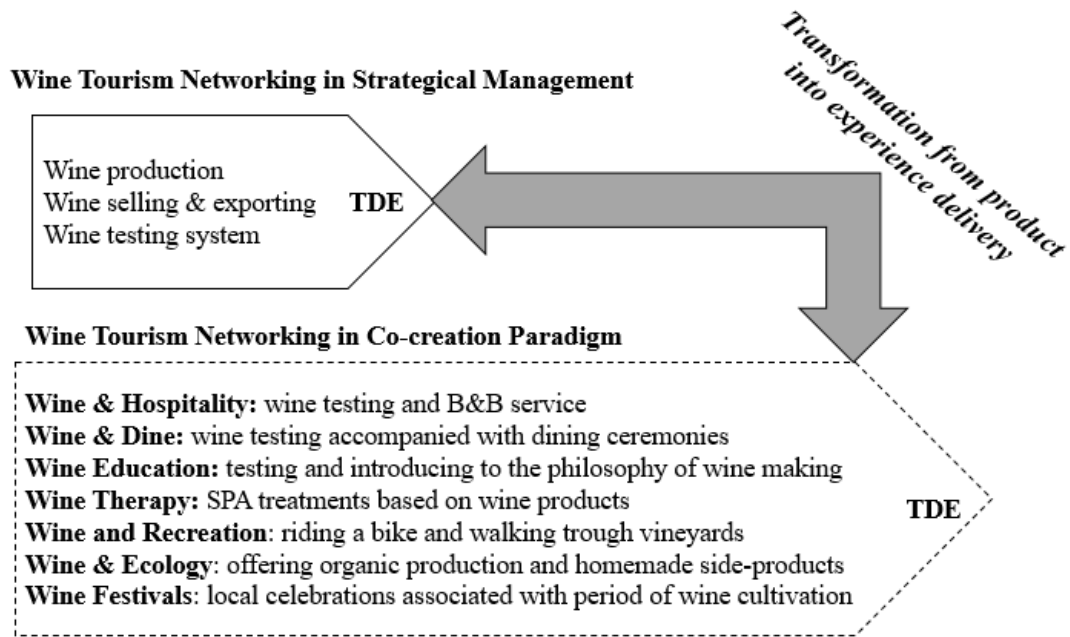 Transformation from product
into experience delivery
Wine Tourism Networking in Strategical Management
Wine production
Wine selling & exporting
Wine testing system
TDE
Wine Tourism Networking in Co-creation Paradigm
Wine & Hospitality: wine testing and B&B service
Wine & Dine: wine testing accompanied with dining ceremonies
Wine Education: testing and introducing to the philosophy of wine making
Wine Therapy: SPA treatments based on wine products
Wine and Recreation: riding a bike and walking trough vineyards
Wine & Ecology: offering organic production and homemade side-products
Wine Festivals: local celebrations associated with period of wine cultivation
TDE